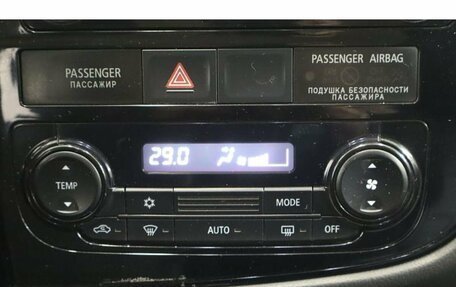 PASSENGER
ПАССАЖИР
PASSENGER AIRBAG
ПОДУШКА БЕЗОПАСНОСТИ
ПАССАЖИРА
29.0
TEMP
MODE
AUTO
OFF